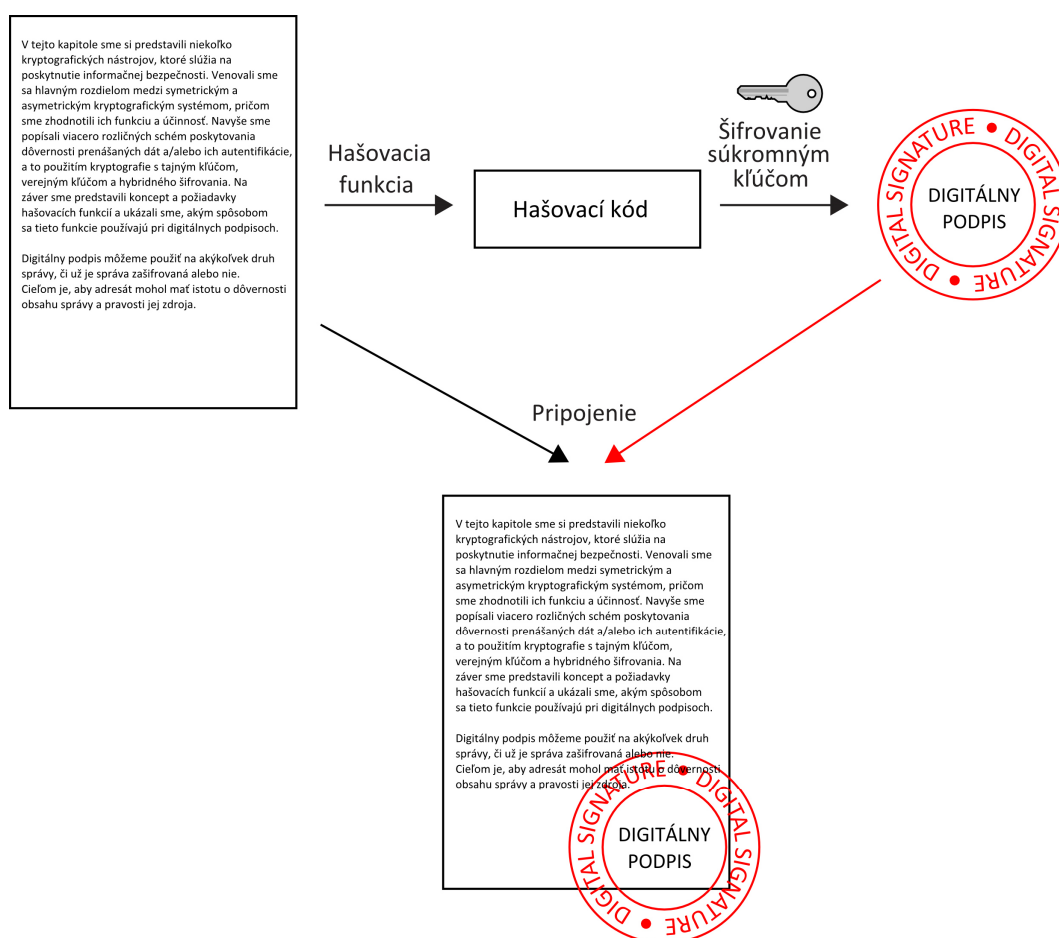 V tejto kapitole sme si predstavili niekoľko
kryptografických nástrojov, ktoré slúžia na
poskytnutie informačnej bezpečnosti. Venovali sme
sa hlavným rozdielom medzi symetrickým a
asymetrickým kryptografickým systémom, pričom
sme zhodnotili ich funkciu a účinnosť. Navyše sme
popísali viacero rozličných schém poskytovania
dôvernosti prenášaných dát a/alebo ich autentifikácie,
a to použitím kryptografie s tajným kľúčom,
verejným kľúčom a hybridného šifrovania. Na
záver sme predstavili koncept a požiadavky
hašovacích funkcií a ukázali sme, akým spôsobom
sa tieto funkcie používajú pri digitálnych podpisoch.
Digitálny podpis môžeme použiť na akýkoľvek druh
správy, či už je správa zašifrovaná alebo nie.
Cieľom je, aby adresát mohol mať istotu o dôvernosti
obsahu správy a pravosti jej zdroja.
Hašovacia
funkcia
Hašovací kód
Šifrovanie
súkromným
kľúčom
DIGITAL SIGNATURE • DIGITAL SIGNATURE •
DIGITÁLNY
PODPIS
Pripojenie
V tejto kapitole sme si predstavili niekoľko
kryptografických nástrojov, ktoré slúžia na
poskytnutie informačnej bezpečnosti. Venovali sme
sa hlavným rozdielom medzi symetrickým a
asymetrickým kryptografickým systémom, pričom
sme zhodnotili ich funkciu a účinnosť. Navyše sme
popísali viacero rozličných schém poskytovania
dôvernosti prenášaných dát a/alebo ich autentifikácie,
a to použitím kryptografie s tajným kľúčom,
verejným kľúčom a hybridného šifrovania. Na
záver sme predstavili koncept a požiadavky
hašovacích funkcií a ukázali sme, akým spôsobom
sa tieto funkcie používajú pri digitálnych podpisoch.
Digitálny podpis môžeme použiť na akýkoľvek druh
správy, či už je správa zašifrovaná alebo nie.
Cieľom je, aby adresát mohol mať istotu o dôvernosti
obsahu správy a pravosti jej zdroja.
DIGITAL SIGNATURE • DIGITAL SIGNATURE •
DIGITÁLNY
PODPIS